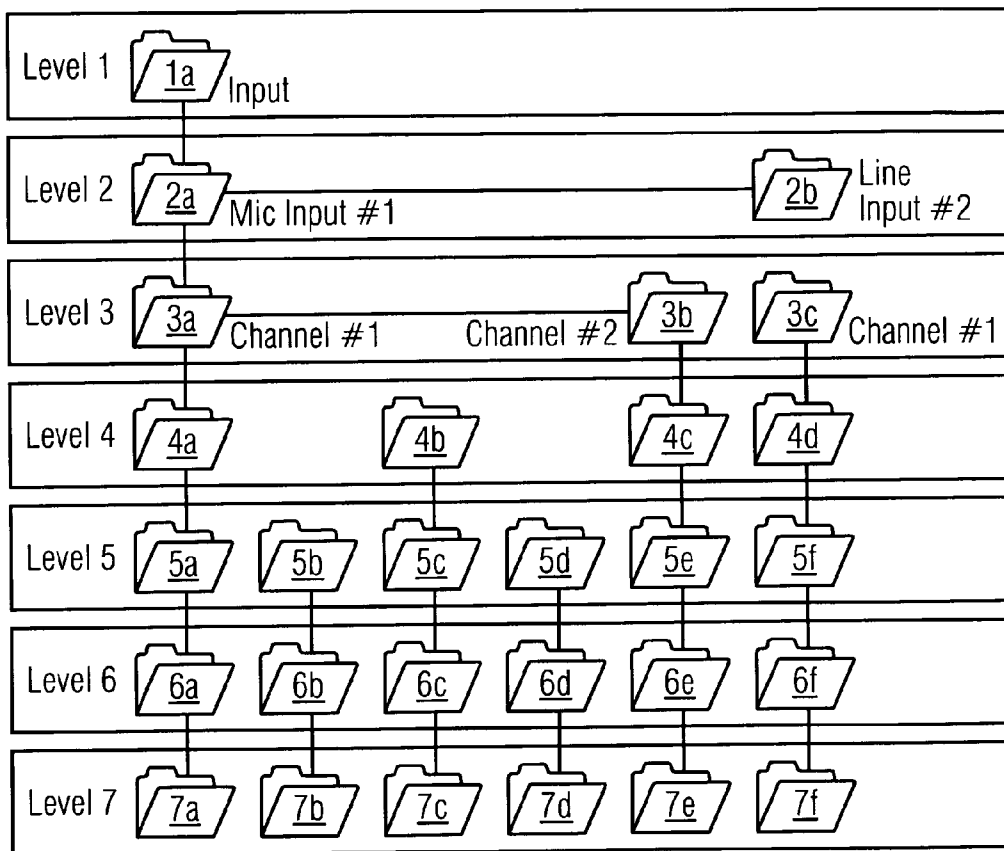 Level 1 1a Input
Level 2 2a Mic Input #1 2b Line Input #2
Level 3 3a Channel #1 Channel #2 3b 3c Channel #1
Level 4 4a 4b 4c 4d
Level 5 5a 5b 5c 5d 5e 5f
Level 6 6a 6b 6c 6d 6e 6f
Level 7 7a 7b 7c 7d 7e 7f